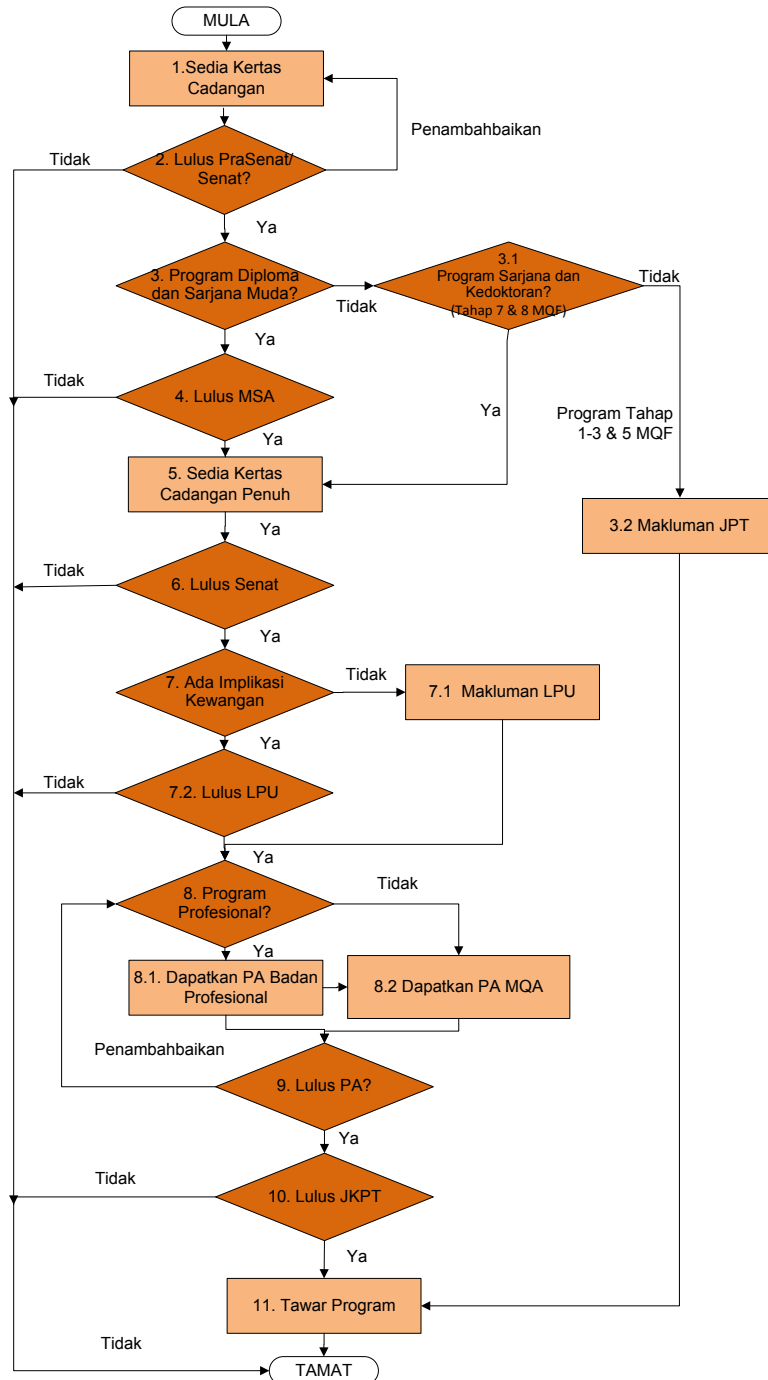 MULA
1.Sedia Kertas
Cadangan
Penambahbaikan
Tidak
2. Lulus PraSenat/
Senat?
Ya
3. Program Diploma
dan Sarjana Muda?
Tidak
3.1
Program Sarjana dan
Kedoktoran?
(Tahap 7 & 8 MQF)
Tidak
Ya
Tidak
4. Lulus MSA
Ya
Ya
Program Tahap
1-3 & 5 MQF
5. Sedia Kertas
Cadangan Penuh
3.2 Makluman JPT
Ya
Tidak
6. Lulus Senat
Ya
7. Ada Implikasi
Kewangan
Tidak
7.1 Makluman LPU
Ya
Tidak
7.2. Lulus LPU
Ya
8. Program
Profesional?
Tidak
Ya
8.1. Dapatkan PA Badan
Profesional
8.2 Dapatkan PA MQA
Penambahbaikan
9. Lulus PA?
Ya
Tidak
10. Lulus JKPT
Ya
11. Tawar Program
Tidak
TAMAT